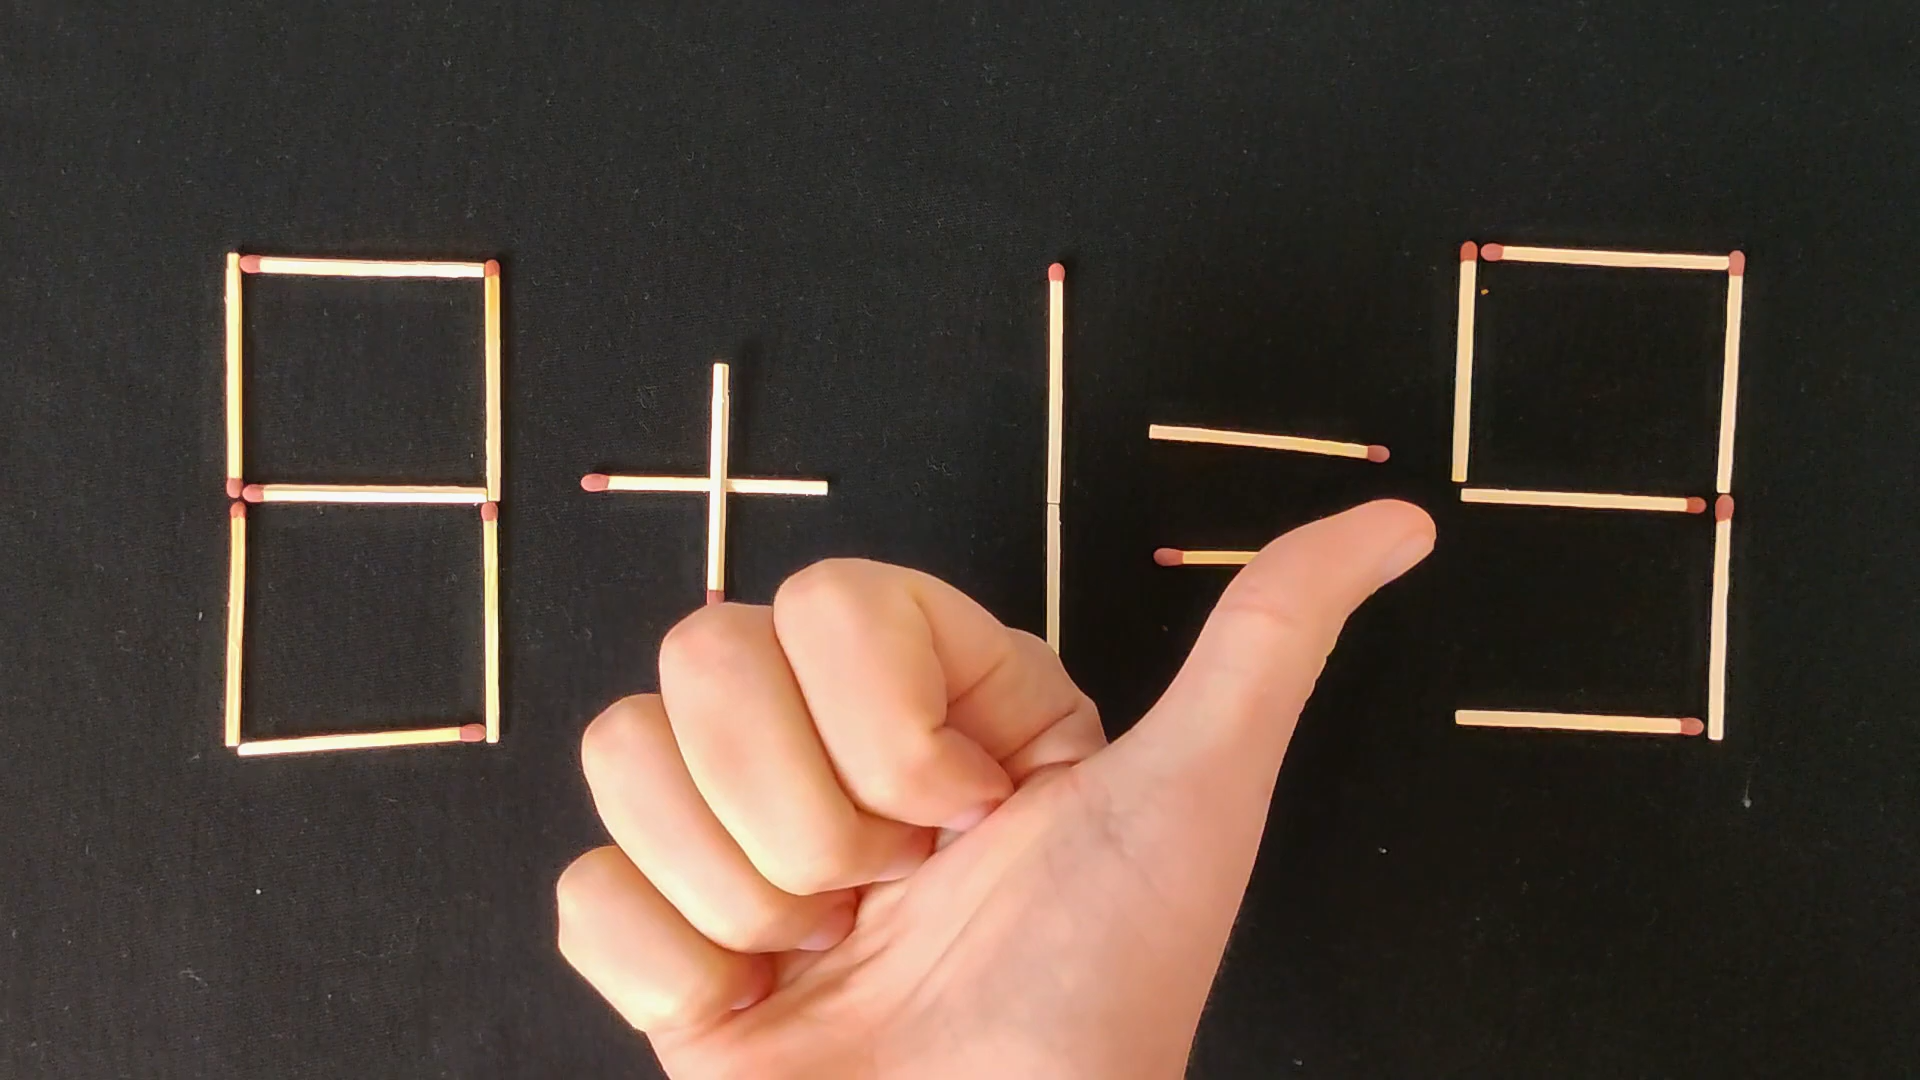 8 + 1 = 9